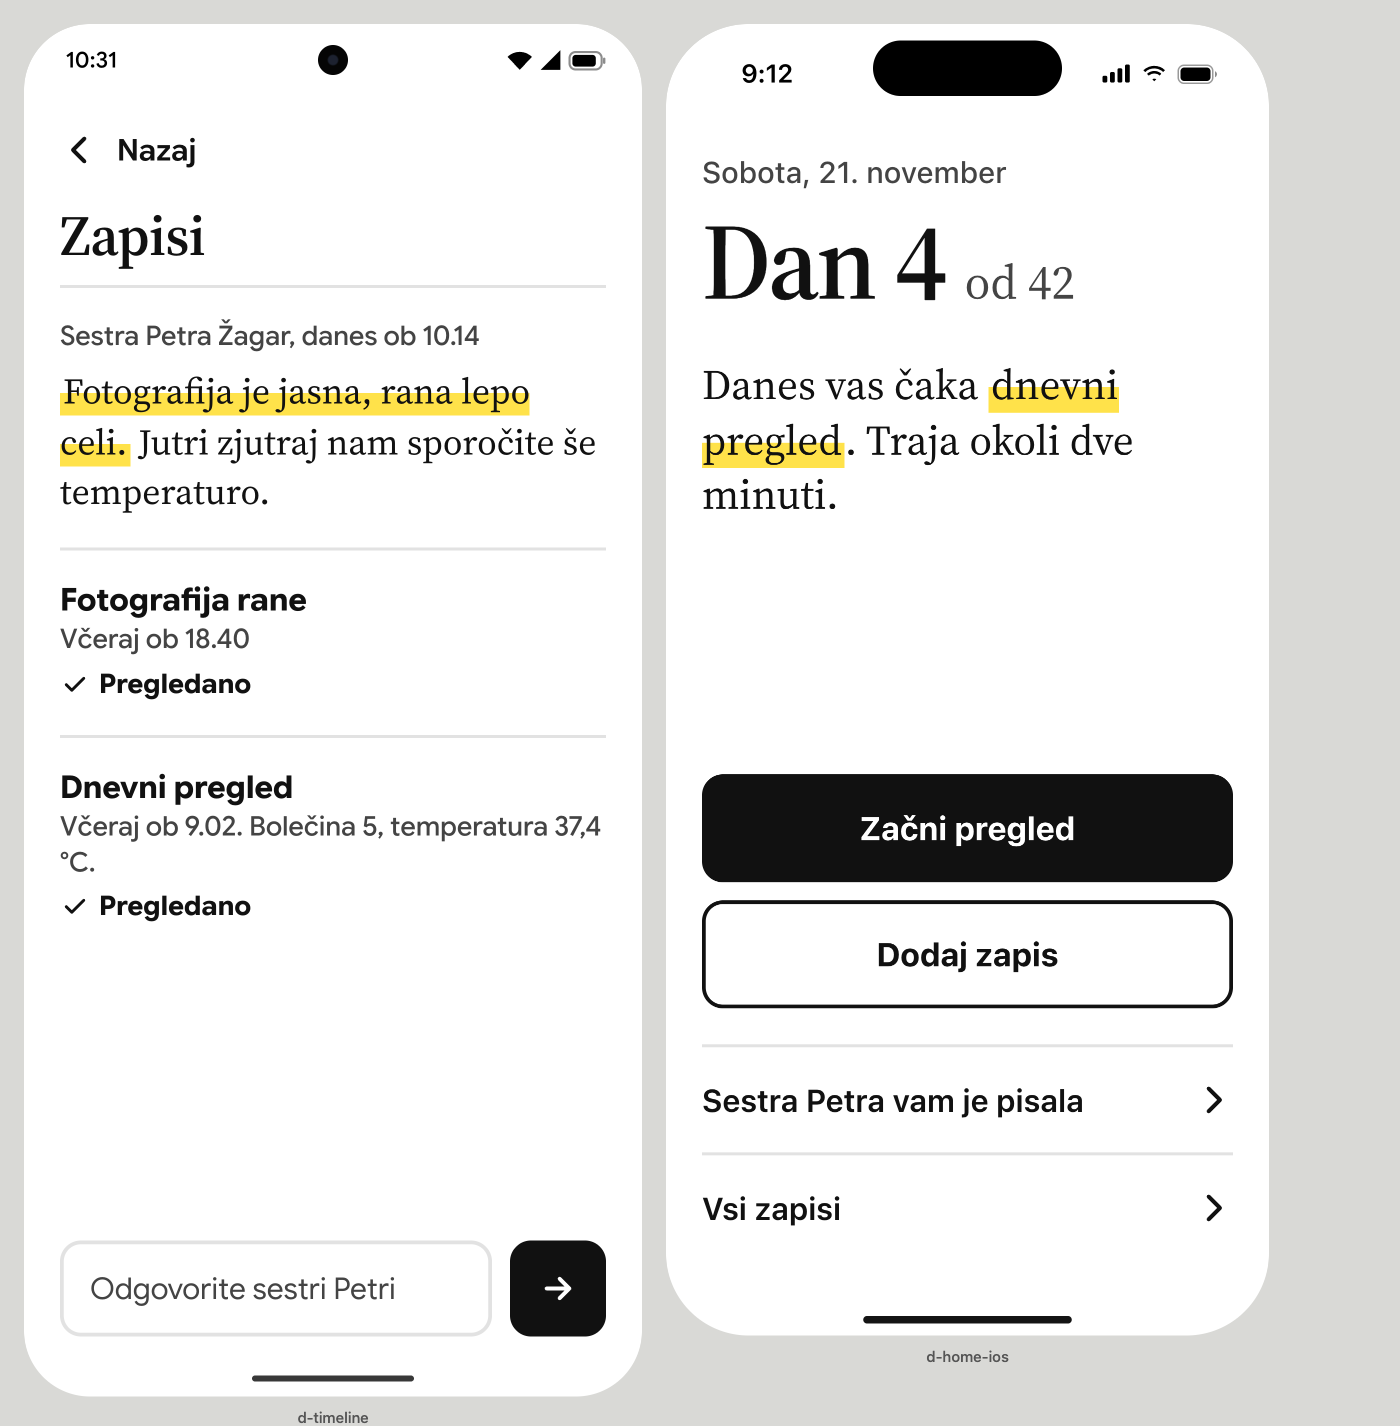 10:31
Nazaj
Zapisi
Sestra Petra Žagar, danes ob 10.14
Fotografija je jasna, rana lepo
celi. Jutri zjutraj nam sporočite še
temperaturo.
Fotografija rane
Včeraj ob 18.40
Pregledano
Dnevni pregled
Včeraj ob 9.02. Bolečina 5, temperatura 37,4
°C.
Pregledano
Odgovorite sestri Petri
d-timeline
9:12
Sobota, 21. november
Dan 4 od 42
Danes vas čaka dnevni
pregled. Traja okoli dve
minuti.
Začni pregled
Dodaj zapis
Sestra Petra vam je pisala
Vsi zapisi
d-home-ios